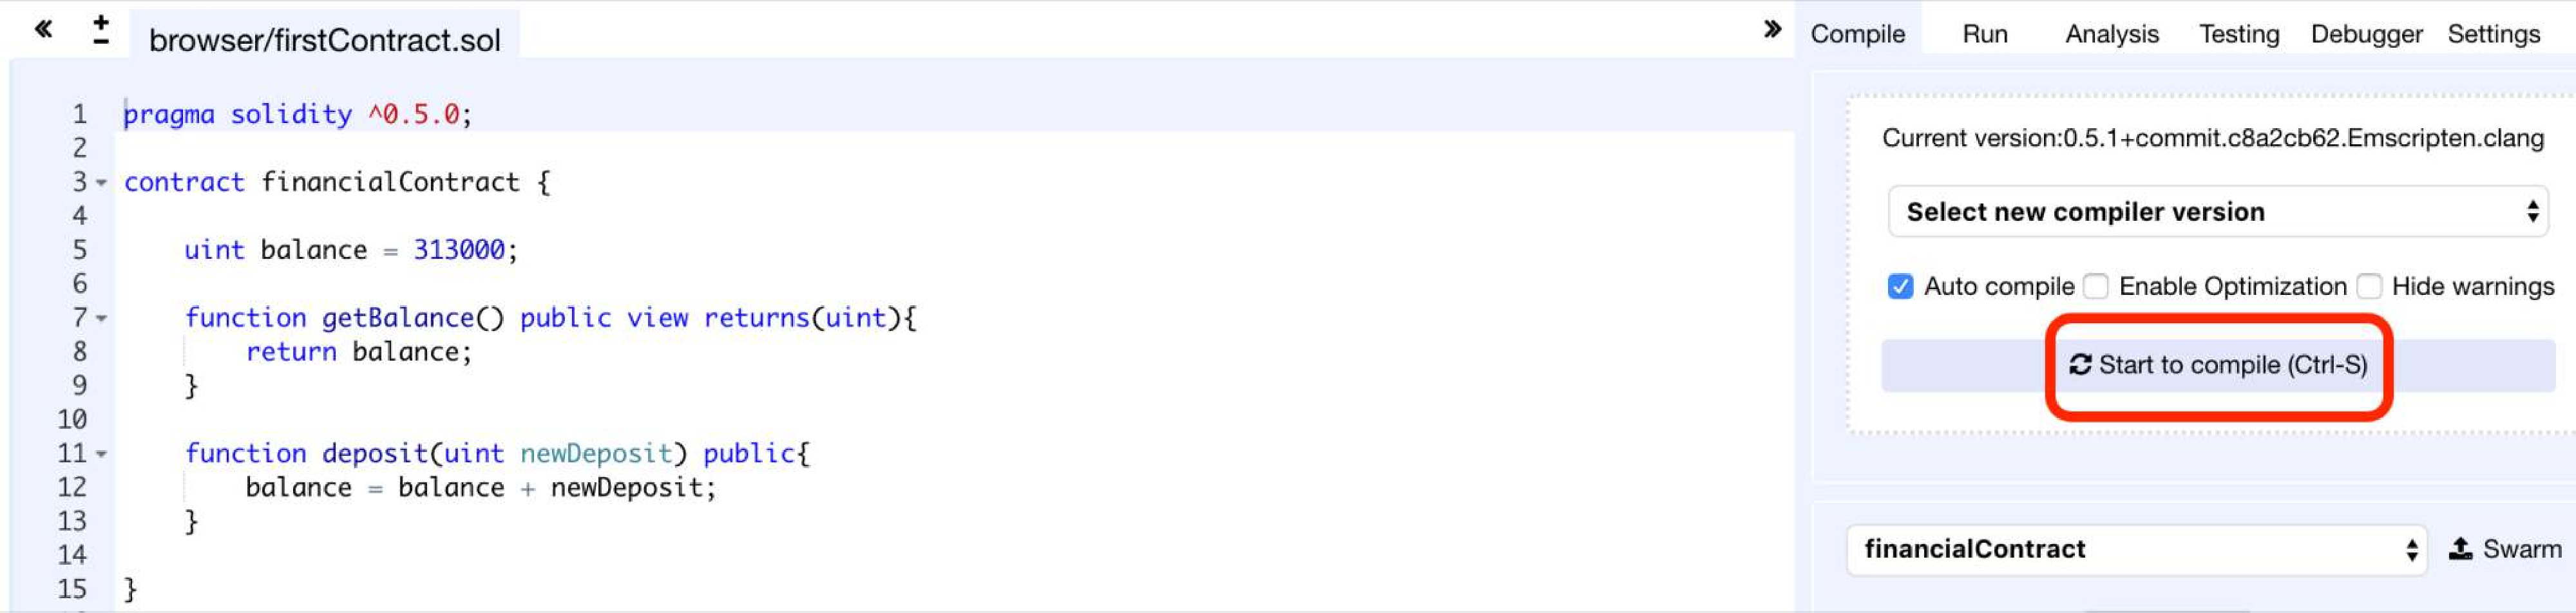 browser/firstContract.sol
Compile Run Analysis Testing Debugger Settings
1 pragma solidity ^0.5.0;
2
3 contract financialContract {
4
5 uint balance = 313000;
6
7 function getBalance() public view returns(uint){
8 return balance;
9 }
10
11 function deposit(uint newDeposit) public{
12 balance = balance + newDeposit;
13 }
14
15 }
Current version:0.5.1+commit.c8a2cb62.Emscripten.clang
Select new compiler version
Auto compile Enable Optimization Hide warnings
Start to compile (Ctrl-S)
financialContract
Swarm